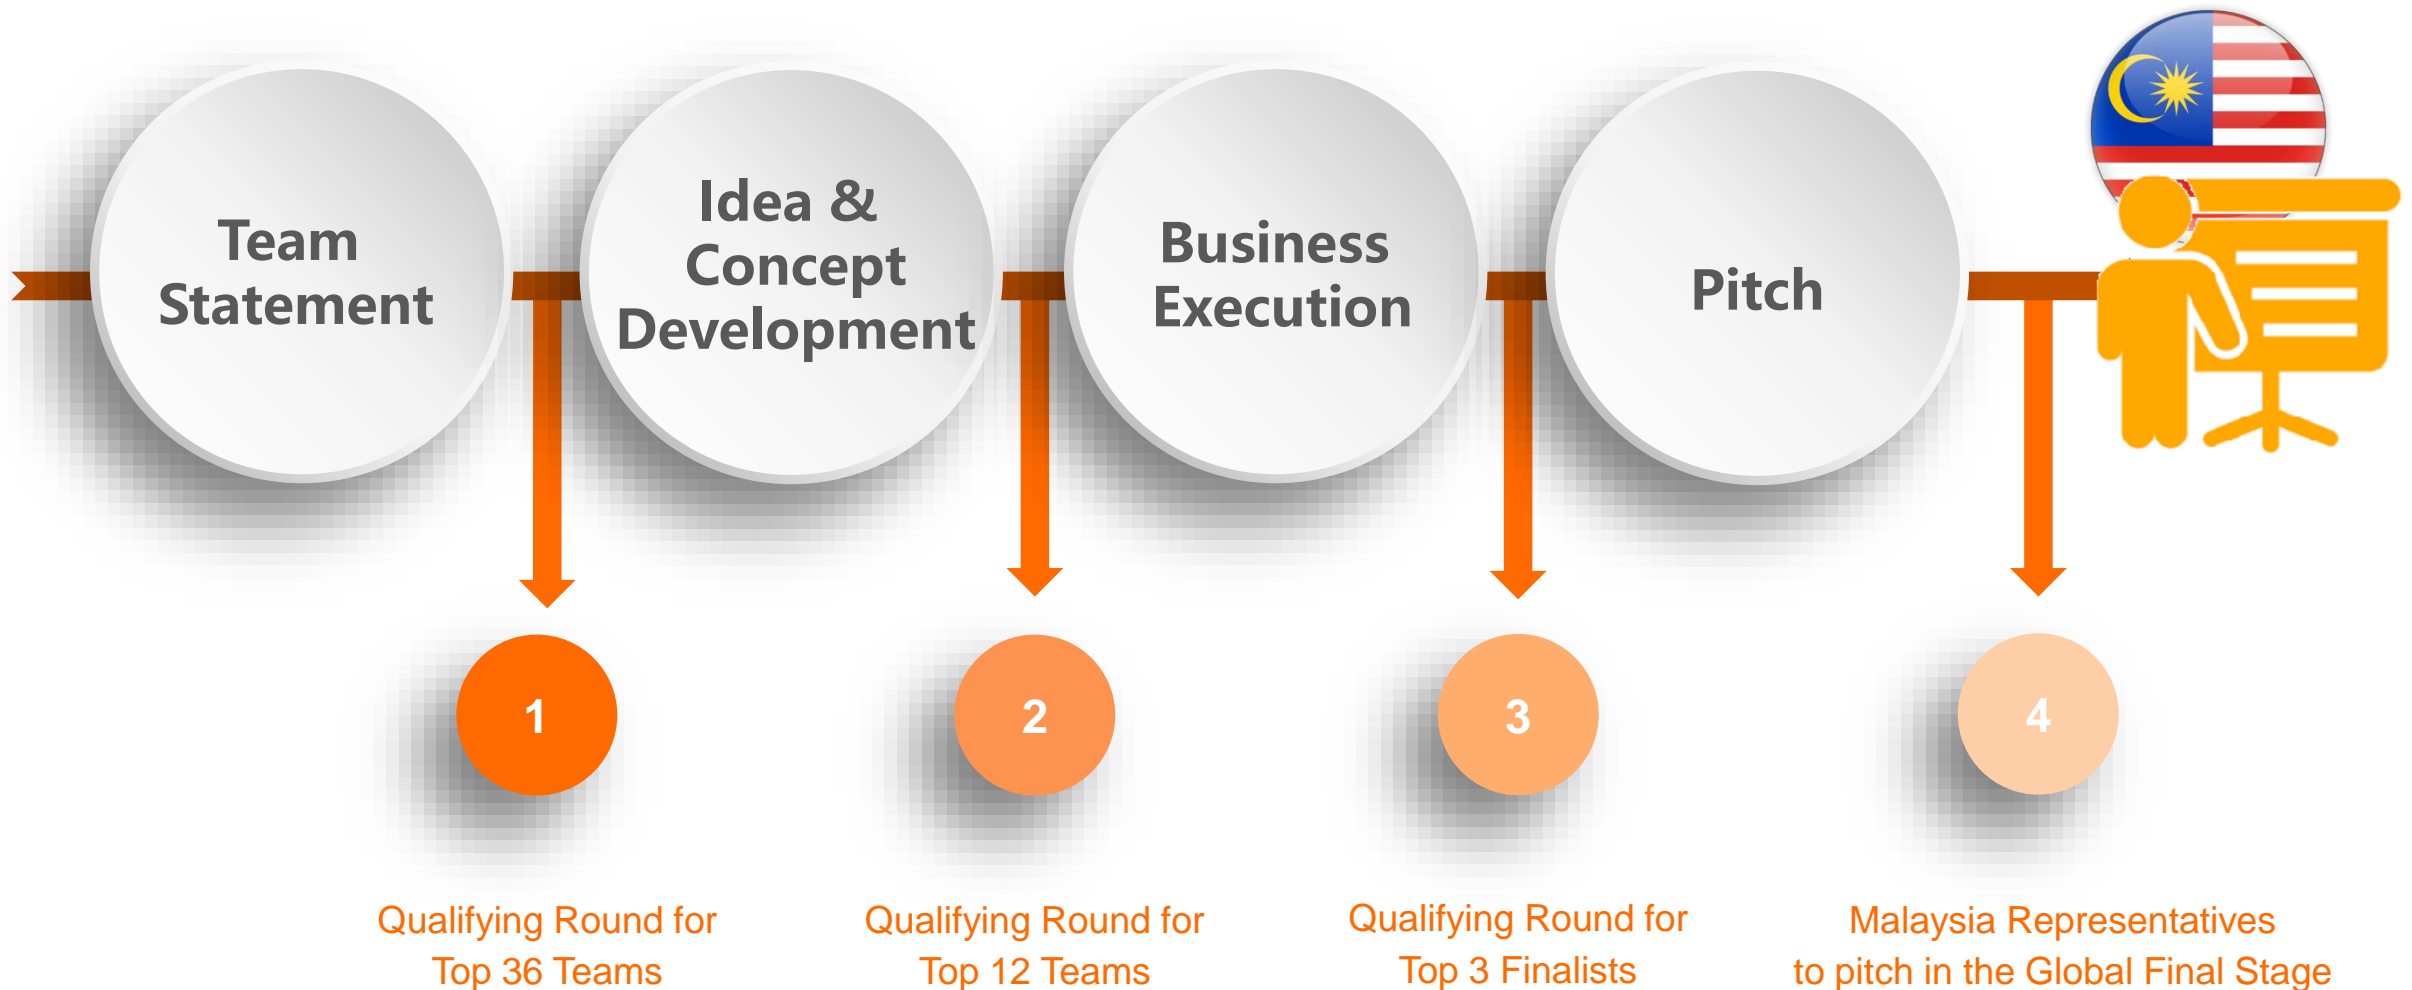 Team
Statement
Idea &
Concept
Development
Business
Execution
Pitch
1
2
3
4
Qualifying Round for
Top 36 Teams
Qualifying Round for
Top 12 Teams
Qualifying Round for
Top 3 Finalists
Malaysia Representatives
to pitch in the Global Final Stage